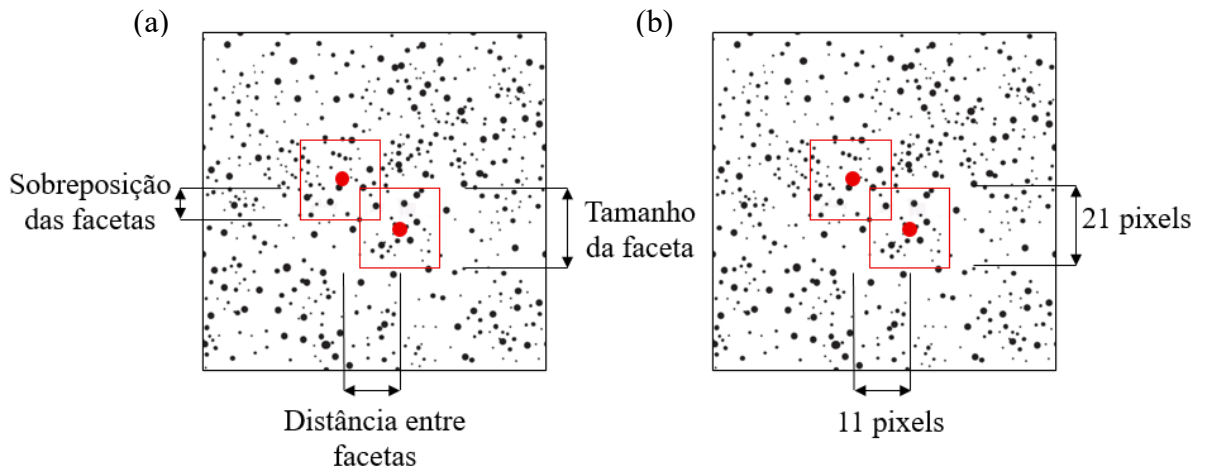 (a)
Sobreposição
das facetas
Tamanho
da faceta
Distância entre
facetas
(b)
21 pixels
11 pixels